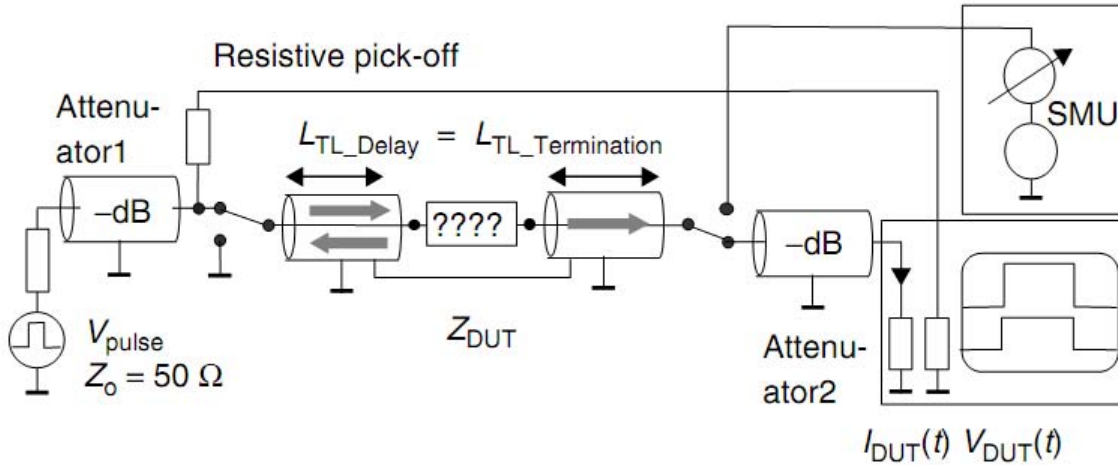 Resistive pick-off
Attenu-
ator1
L_TL_Delay = L_TL_Termination
SMU
–dB
????
–dB
V_pulse
Z_o = 50 Ω
Z_DUT
Attenu-
ator2
I_DUT(t) V_DUT(t)